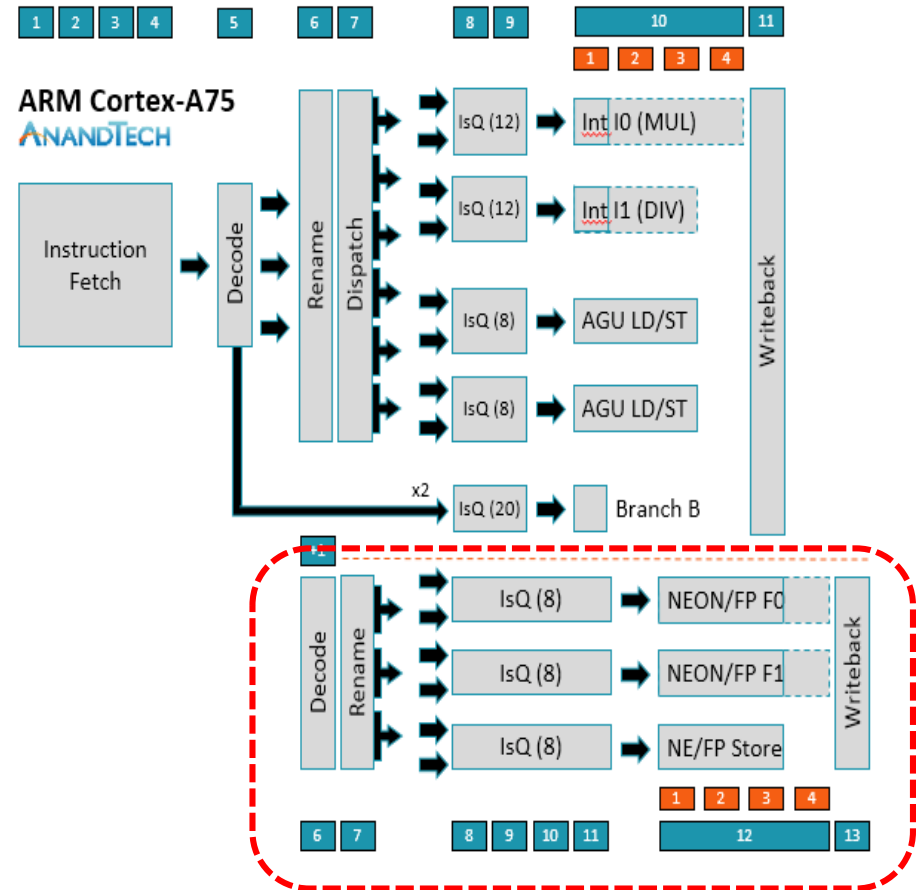 1 2 3 4 5 6 7 8 9 10 11
1 2 3 4
ARM Cortex-A75
ANANDTECH
Instruction
Fetch
Decode
Rename
Dispatch
IsQ (12)
Int I0 (MUL)
IsQ (12)
Int I1 (DIV)
IsQ (8)
AGU LD/ST
IsQ (8)
AGU LD/ST
x2
IsQ (20)
Branch B
Writeback
+1
Decode
Rename
IsQ (8)
NEON/FP F0
IsQ (8)
NEON/FP F1
IsQ (8)
NE/FP Store
Writeback
1 2 3 4
6 7 8 9 10 11 12 13